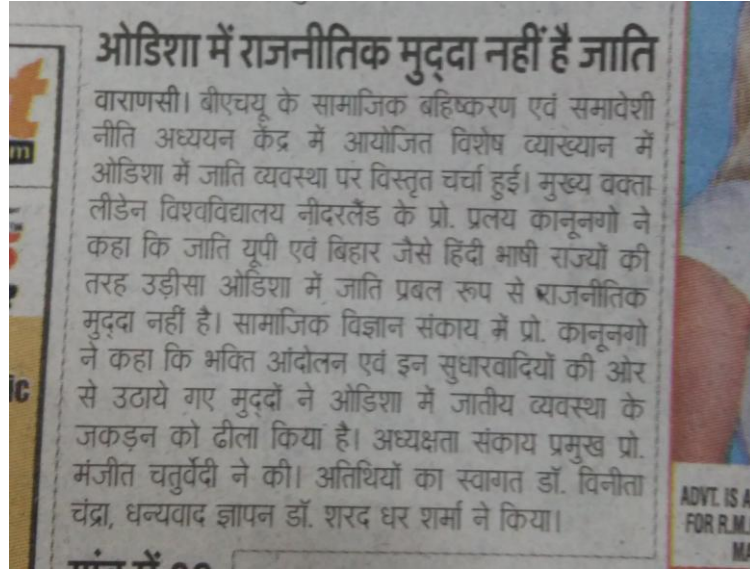 ओडिशा में राजनीतिक मुद्दा नहीं है जाति
वाराणसी। बीएचयू के सामाजिक बहिष्करण एवं समावेशी
नीति अध्ययन केंद्र में आयोजित विशेष व्याख्यान में
ओडिशा में जाति व्यवस्था पर विस्तृत चर्चा हुई। मुख्य वक्ता
लीडेन विश्वविद्यालय नीदरलैंड के प्रो. प्रलय कानूनगो ने
कहा कि जाति यूपी एवं बिहार जैसे हिंदी भाषी राज्यों की
तरह उड़ीसा ओडिशा में जाति प्रबल रूप से राजनीतिक
मुद्दा नहीं है। सामाजिक विज्ञान संकाय में प्रो. कानूनगो
ने कहा कि भक्ति आंदोलन एवं इन सुधारवादियों की ओर
से उठाये गए मुद्दों ने ओडिशा में जातीय व्यवस्था के
जकड़न को ढीला किया है। अध्यक्षता संकाय प्रमुख प्रो.
मंजीत चतुर्वेदी ने की। अतिथियों का स्वागत डॉ. विनीता
चंद्रा, धन्यवाद ज्ञापन डॉ. शरद धर शर्मा ने किया।
ADVT. IS A
FOR R.M.
MA